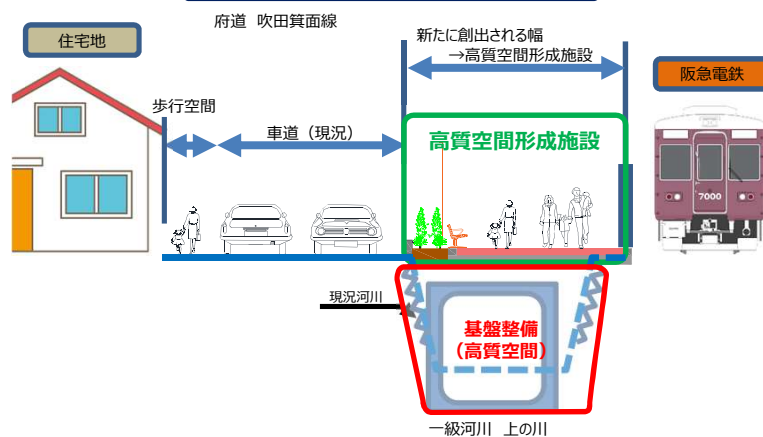 府道 吹田箕面線
住宅地
新たに創出される幅
→高質空間形成施設
阪急電鉄
歩行空間
車道（現況）
高質空間形成施設
7000
現況河川
基盤整備
（高質空間）
一級河川 上の川